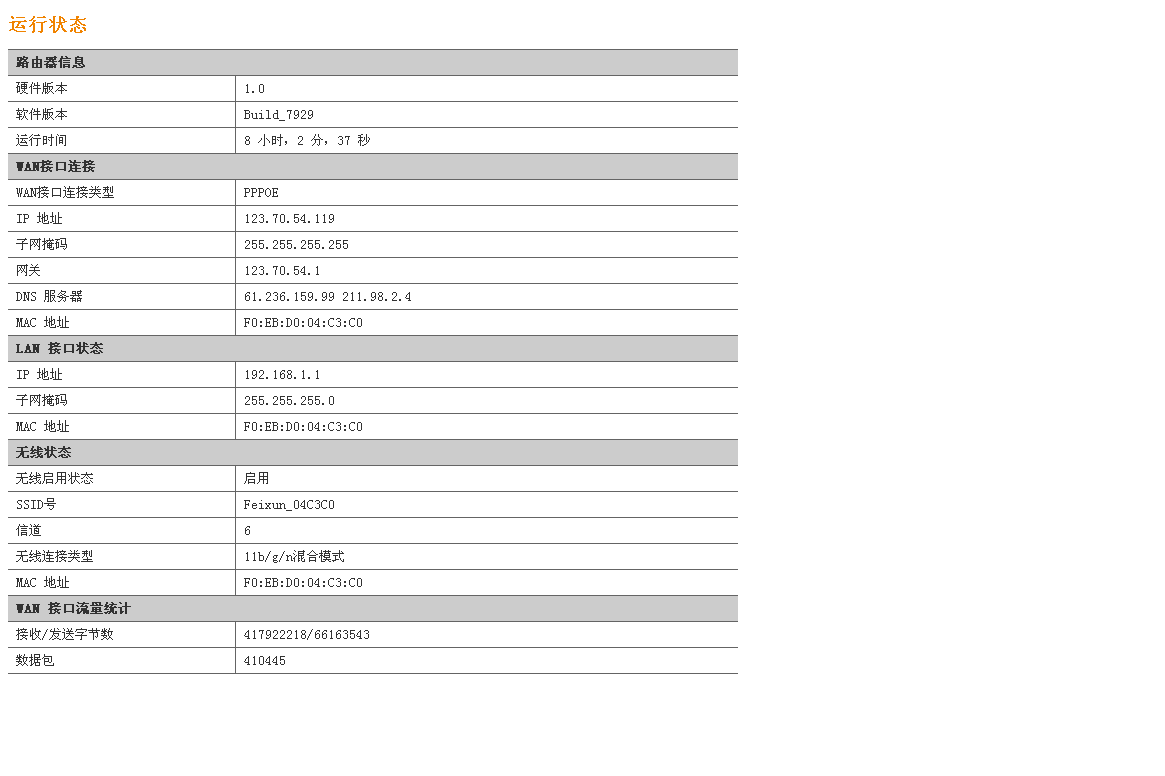 运行状态
路由器信息
硬件版本 1.0
软件版本 Build_7929
运行时间 8 小时, 2 分, 37 秒
WAN接口连接
WAN接口连接类型 PPPOE
IP 地址 123.70.54.119
子网掩码 255.255.255.255
网关 123.70.54.1
DNS 服务器 61.236.159.99 211.98.2.4
MAC 地址 F0:EB:D0:04:C3:C0
LAN 接口状态
IP 地址 192.168.1.1
子网掩码 255.255.255.0
MAC 地址 F0:EB:D0:04:C3:C0
无线状态
无线启用状态 启用
SSID号 Feixun_04C3C0
信道 6
无线连接类型 11b/g/n混合模式
MAC 地址 F0:EB:D0:04:C3:C0
WAN 接口流量统计
接收/发送字节数 417922218/66163543
数据包 410445